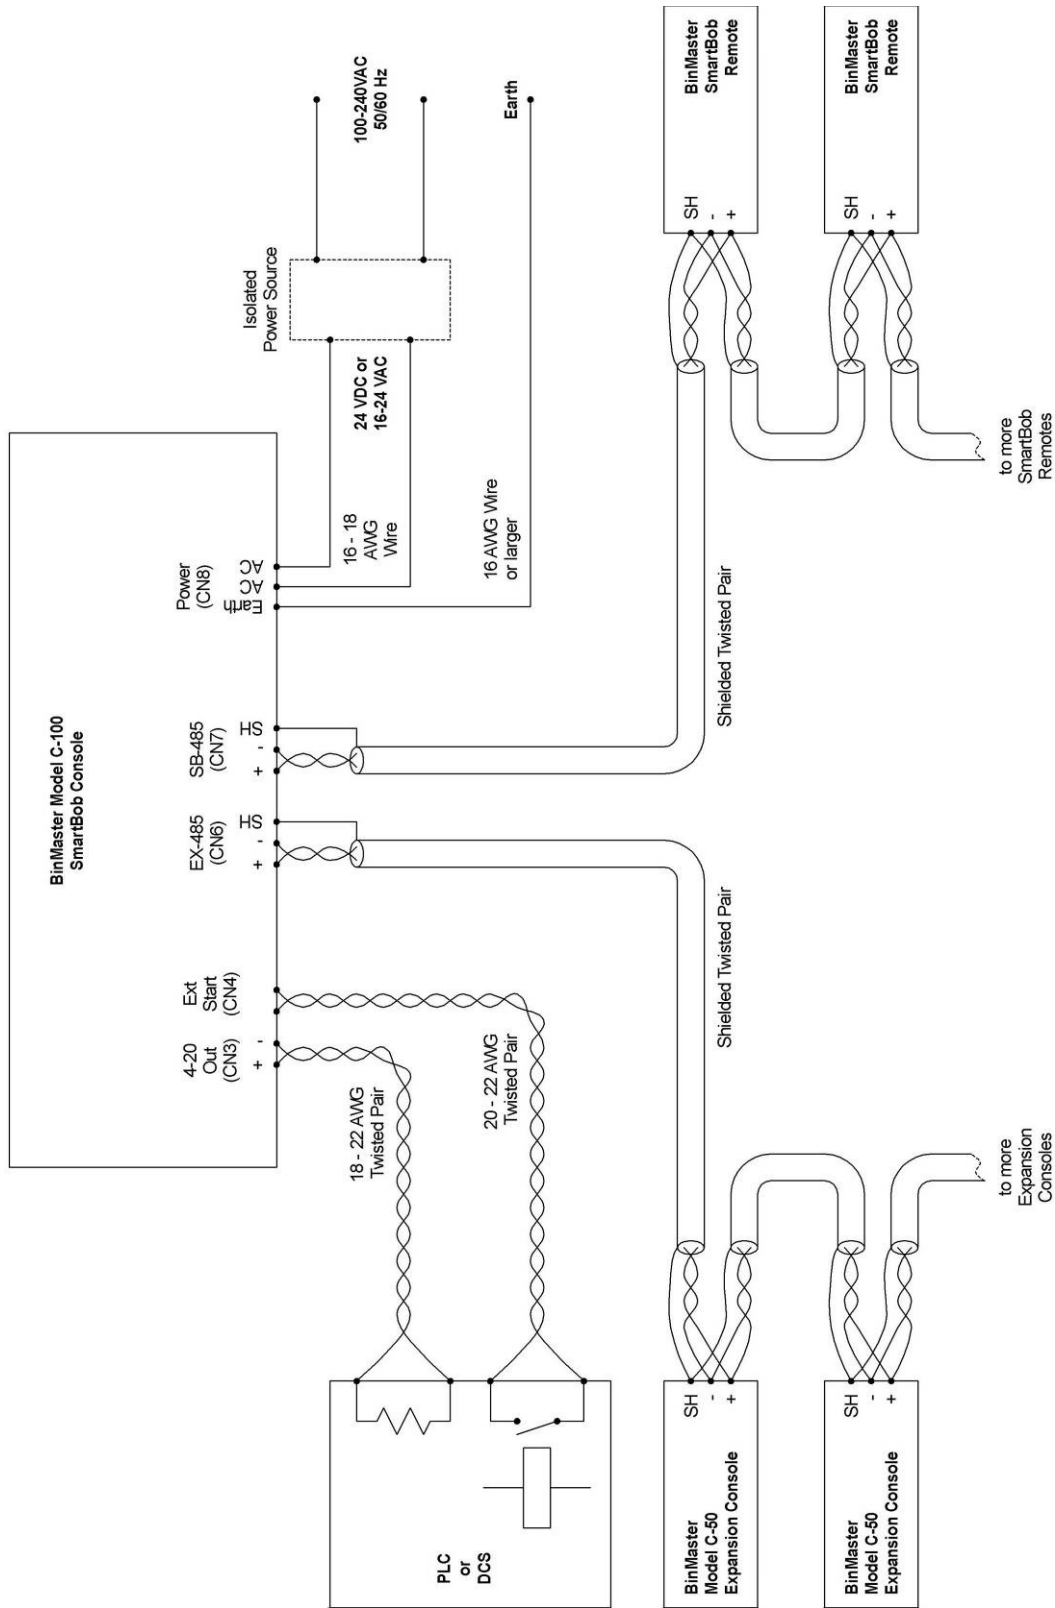 BinMaster Model C-100
SmartBob Console
4-20
Out
(CN3)
+
-
Ext
Start
(CN4)
EX-485
(CN6)
+
-
SH
SB-485
(CN7)
+
-
SH
Power
(CN8)
Earth
AC
AC
18 - 22 AWG
Twisted Pair
20 - 22 AWG
Twisted Pair
16 - 18
AWG
Wire
16 AWG Wire
or larger
24 VDC or
16-24 VAC
Isolated
Power Source
100-240VAC
50/60 Hz
Earth
PLC
or
DCS
Shielded Twisted Pair
Shielded Twisted Pair
BinMaster
Model C-50
Expansion Console
SH
-
+
BinMaster
Model C-50
Expansion Console
SH
-
+
to more
Expansion
Consoles
BinMaster
SmartBob
Remote
SH
-
+
BinMaster
SmartBob
Remote
SH
-
+
to more
SmartBob
Remotes